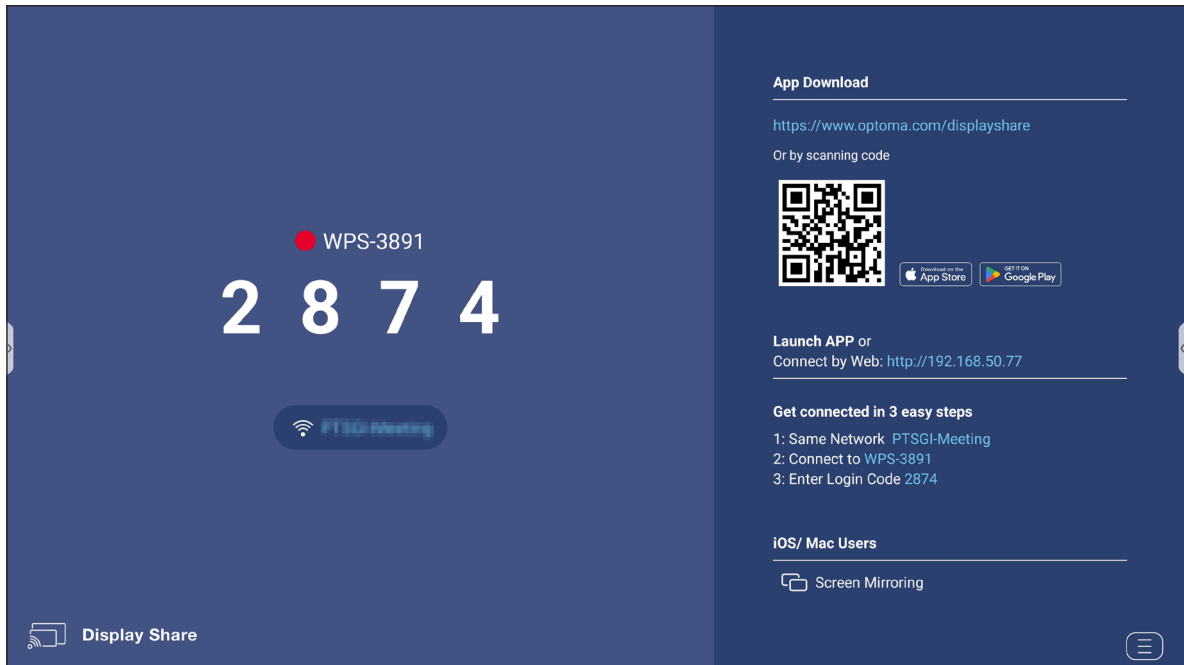 WPS-3891
2 8 7 4
Display Share
App Download
https://www.optoma.com/displayshare
Or by scanning code
Download on the
App Store
GET IT ON
Google Play
Launch APP or
Connect by Web: http://192.168.50.77
Get connected in 3 easy steps
1: Same Network PTSGI-Meeting
2: Connect to WPS-3891
3: Enter Login Code 2874
iOS/ Mac Users
Screen Mirroring